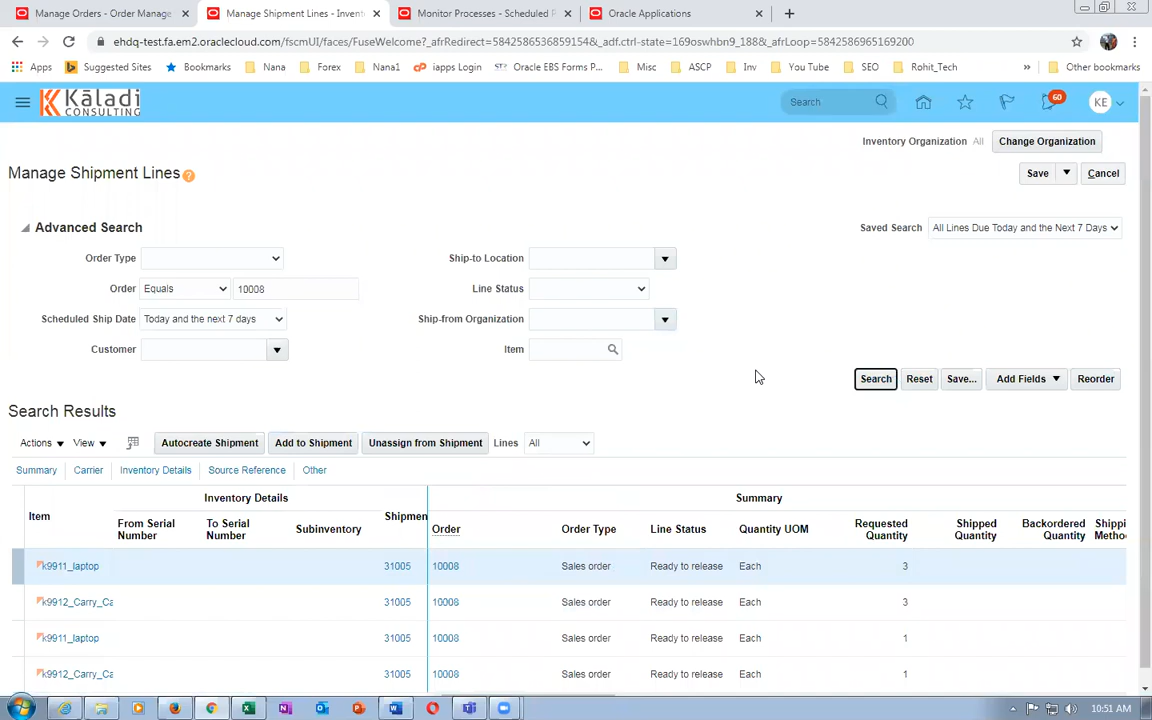 Manage Orders - Order Manage
Manage Shipment Lines - Invent
Monitor Processes - Scheduled P
Oracle Applications
ehdq-test.fa.em2.oraclecloud.com/fscmUI/faces/FuseWelcome?_afrRedirect=5842586536859154&_adf.ctrl-state=169oswhbn9_188&_afrLoop=5842586965169200
Apps Suggested Sites Bookmarks Nana Forex Nana1 iapps Login Oracle EBS Forms P... Misc ASCP Inv You Tube SEO Rohit_Tech » Other bookmarks
Kaladi
CONSULTING
Search
60
KE
Inventory Organization All Change Organization
Manage Shipment Lines ?
Save Cancel
Advanced Search
Saved Search All Lines Due Today and the Next 7 Days
Order Type
Ship-to Location
Order Equals 10008
Line Status
Scheduled Ship Date Today and the next 7 days
Ship-from Organization
Customer
Item
Search Reset Save... Add Fields Reorder
Search Results
Actions View Autocreate Shipment Add to Shipment Unassign from Shipment Lines All
Summary Carrier Inventory Details Source Reference Other
Inventory Details Summary
Item From Serial Number To Serial Number Subinventory Shipmen Order Order Type Line Status Quantity UOM Requested Quantity Shipped Quantity Backordered Quantity Shippi Metho
k9911_laptop 31005 10008 Sales order Ready to release Each 3
k9912_Carry_Ca 31005 10008 Sales order Ready to release Each 3
k9911_laptop 31005 10008 Sales order Ready to release Each 1
k9912_Carry_Ca 31005 10008 Sales order Ready to release Each 1
10:51 AM